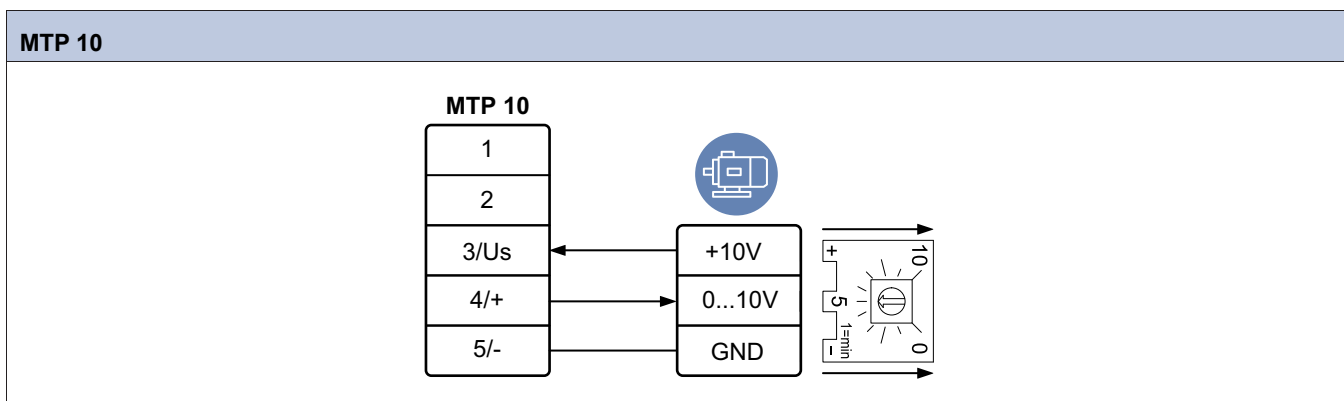 MTP 10
MTP 10
1
2
3/Us
4/+
5/-
+10V
0...10V
GND
+
5
-
1=min
10
0